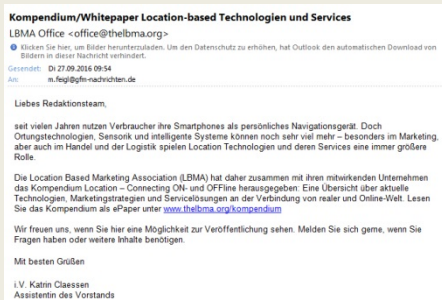 Kompendium/Whitepaper Location-based Technologien und Services
LBMA Office <office@thelbma.org>
Klicken Sie hier, um Bilder herunterzuladen. Um den Datenschutz zu erhöhen, hat Outlook den automatischen Download von
Bildern in dieser Nachricht verhindert.
Gesendet: Di 27.09.2016 09:54
An: m.feigl@gfm-nachrichten.de
Liebes Redaktionsteam,
seit vielen Jahren nutzen Verbraucher ihre Smartphones als persönliches Navigationsgerät. Doch
Ortungstechnologien, Sensorik und intelligente Systeme können noch sehr viel mehr – besonders im Marketing,
aber auch im Handel und der Logistik spielen Location Technologien und deren Services eine immer größere
Rolle.
Die Location Based Marketing Association (LBMA) hat daher zusammen mit ihren mitwirkenden Unternehmen
das Kompendium Location – Connecting ON- und OFFline herausgegeben: Eine Übersicht über aktuelle
Technologien, Marketingstrategien und Servicelösungen an der Verbindung von realer und Online-Welt. Lesen
Sie das Kompendium als ePaper unter www.thelbma.org/kompendium
Wir freuen uns, wenn Sie hier eine Möglichkeit zur Veröffentlichung sehen. Melden Sie sich gerne, wenn Sie
Fragen haben oder weitere Inhalte benötigen.
Mit besten Grüßen
i.V. Katrin Claessen
Assistentin des Vorstands